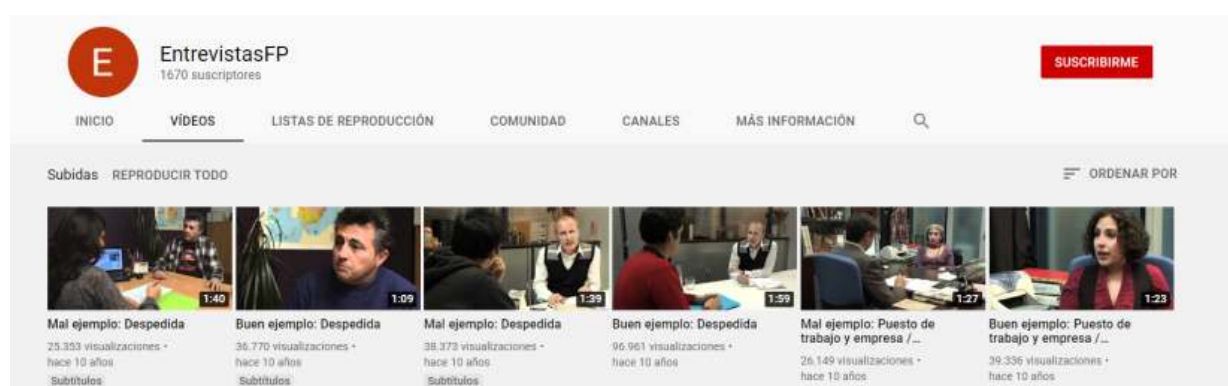 E
EntrevistasFP
1670 suscriptores
SUSCRIBIRME
INICIO VÍDEOS LISTAS DE REPRODUCCIÓN COMUNIDAD CANALES MÁS INFORMACIÓN
Subidas REPRODUCIR TODO ORDENAR POR
1:40 1:09 1:39 1:59 1:27 1:23
Mal ejemplo: Despedida
25.353 visualizaciones •
hace 10 años
Subtítulos
Buen ejemplo: Despedida
36.770 visualizaciones •
hace 10 años
Subtítulos
Mal ejemplo: Despedida
38.373 visualizaciones •
hace 10 años
Subtítulos
Buen ejemplo: Despedida
96.961 visualizaciones •
hace 10 años
Mal ejemplo: Puesto de
trabajo y empresa /...
26.149 visualizaciones •
hace 10 años
Buen ejemplo: Puesto de
trabajo y empresa /...
39.336 visualizaciones •
hace 10 años